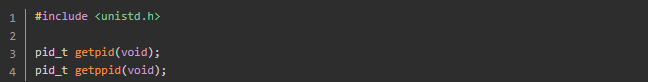 1 #include <unistd.h>
2
3 pid_t getpid(void);
4 pid_t getppid(void);